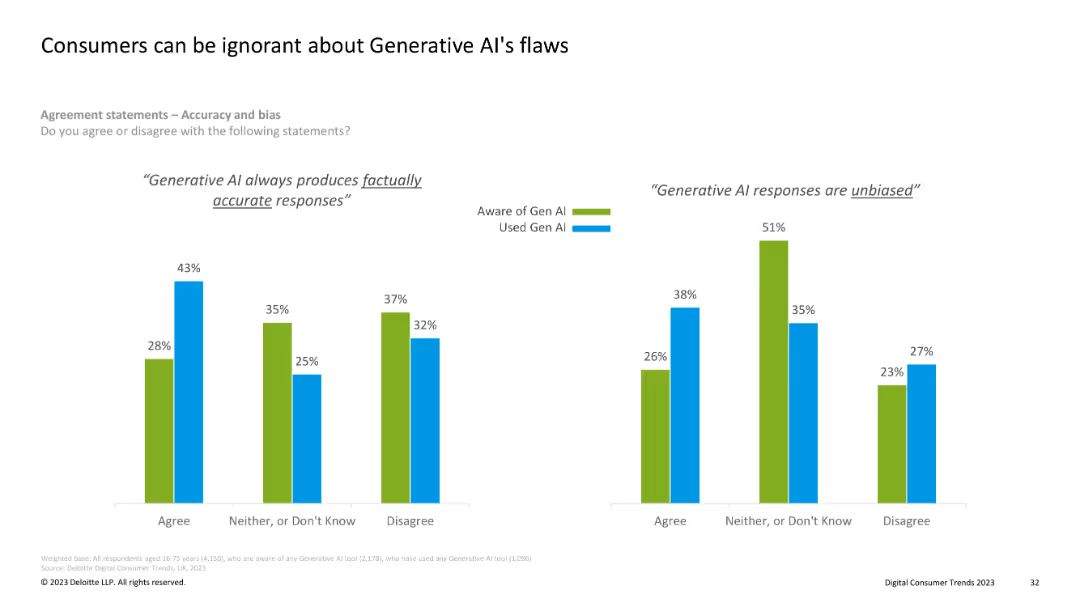 Consumers can be ignorant about Generative AI's flaws
Agreement statements – Accuracy and bias
Do you agree or disagree with the following statements?
“Generative AI always produces factually
accurate responses”
Aware of Gen AI
Used Gen AI
“Generative AI responses are unbiased”
28%
43%
35%
25%
37%
32%
Agree
Neither, or Don't Know
Disagree
26%
38%
51%
35%
23%
27%
Agree
Neither, or Don't Know
Disagree
Weighted base: All respondents aged 16-75 years (4,150), who are aware of any Generative AI tool (2,178), who have used any Generative AI tool
Source: Deloitte Digital Consumer Trends, UK, 2023
© 2023 Deloitte LLP. All rights reserved.
Digital Consumer Trends 2023
32